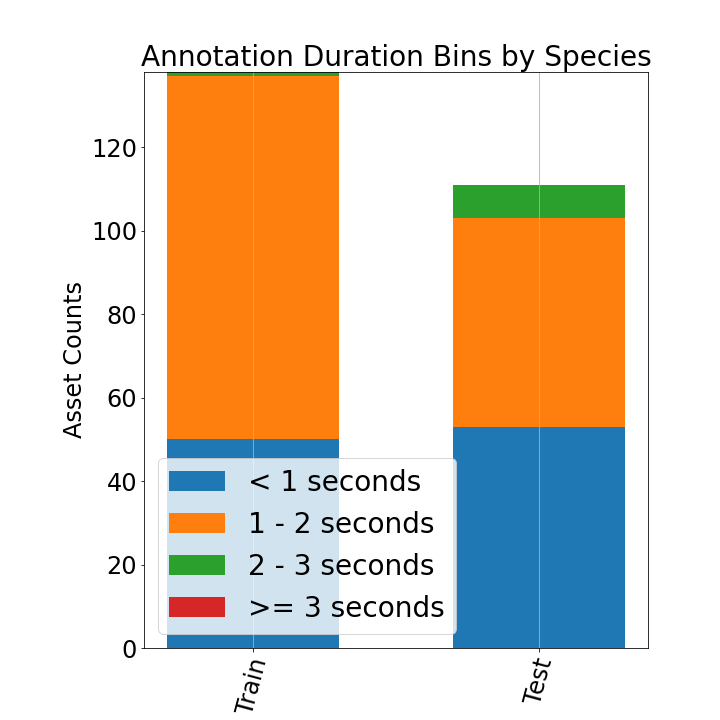 Annotation Duration Bins by Species
Asset Counts
120
100
80
60
40
20
0
< 1 seconds
1 - 2 seconds
2 - 3 seconds
>= 3 seconds
Train
Test